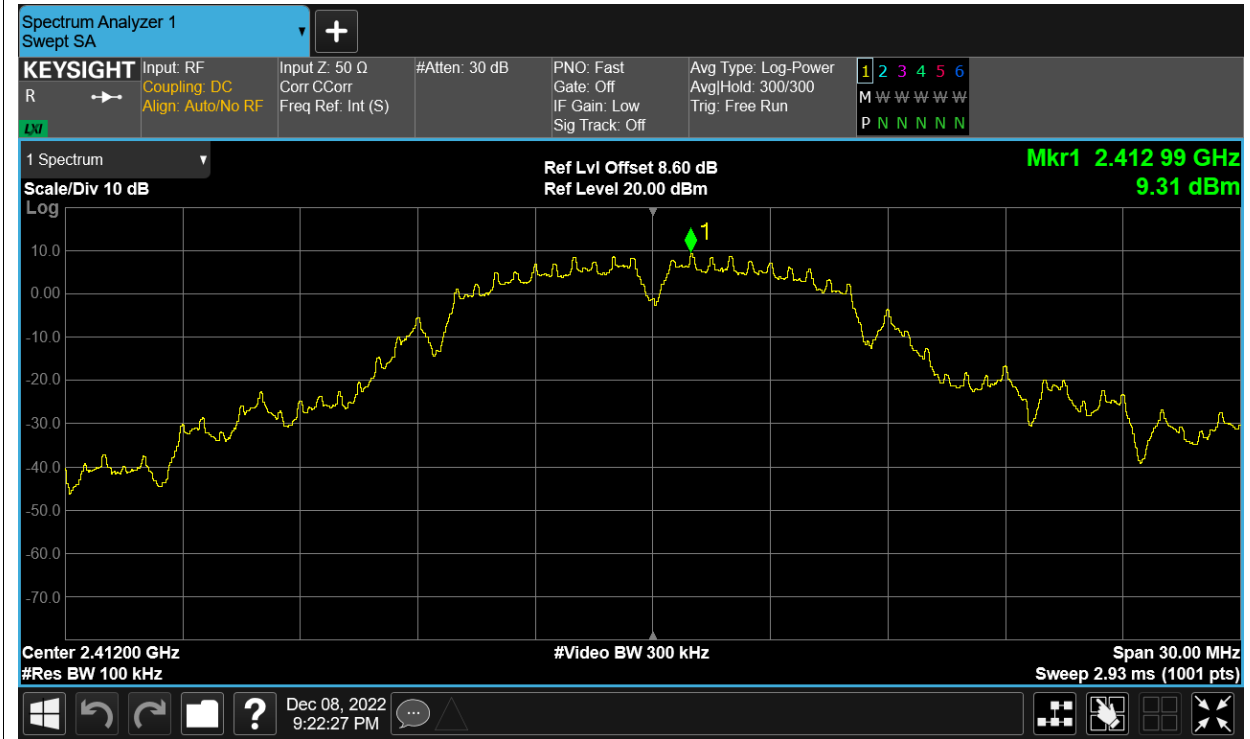 Spectrum Analyzer 1
Swept SA
+
KEYSIGHT
R
LXI
Input: RF
Coupling: DC
Align: Auto/No RF
Input Z: 50 Ω
Corr CCorr
Freq Ref: Int (S)
#Atten: 30 dB
PNO: Fast
Gate: Off
IF Gain: Low
Sig Track: Off
Avg Type: Log-Power
Avg|Hold: 300/300
Trig: Free Run
1 2 3 4 5 6
M W W W W W
P N N N N N
1 Spectrum
Scale/Div 10 dB
Log
Ref Lvl Offset 8.60 dB
Ref Level 20.00 dBm
Mkr1 2.412 99 GHz
9.31 dBm
1
10.0
0.00
-10.0
-20.0
-30.0
-40.0
-50.0
-60.0
-70.0
Center 2.41200 GHz
#Res BW 100 kHz
#Video BW 300 kHz
Span 30.00 MHz
Sweep 2.93 ms (1001 pts)
?
Dec 08, 2022
9:22:27 PM